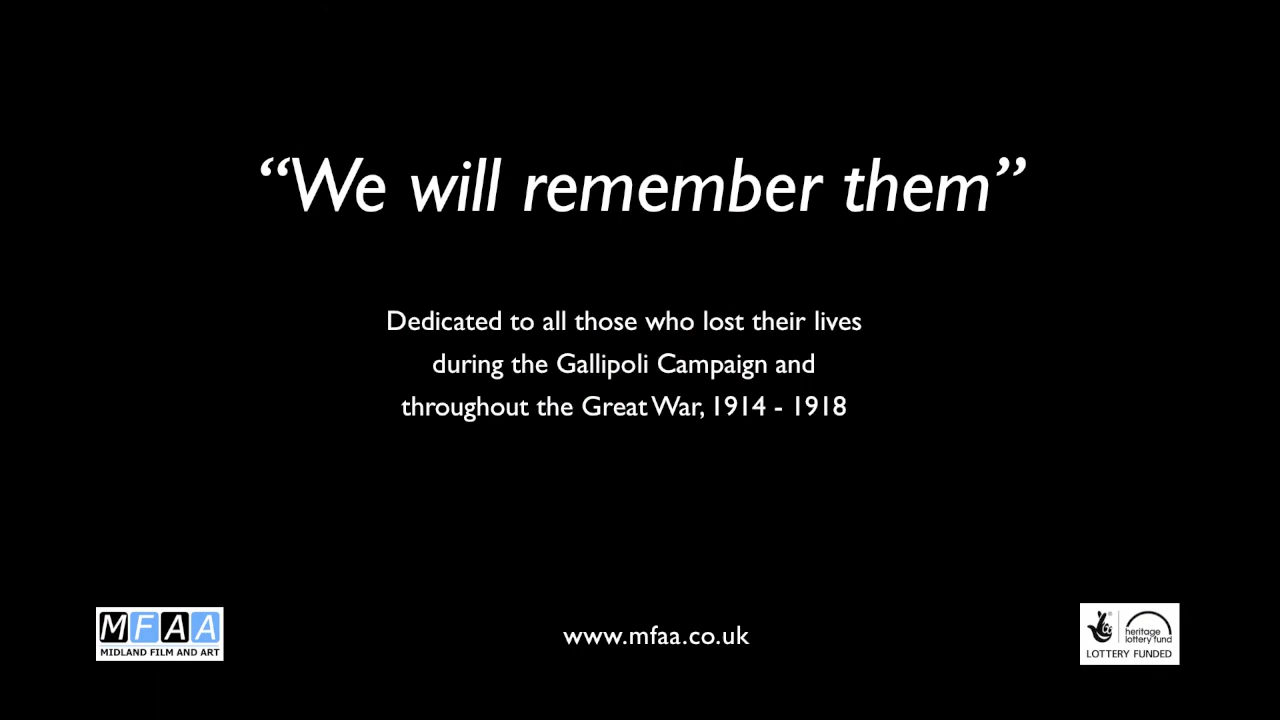 “We will remember them”
Dedicated to all those who lost their lives
during the Gallipoli Campaign and
throughout the Great War, 1914 - 1918
MFAA
MIDLAND FILM AND ART
www.mfaa.co.uk
heritage
lottery fund
LOTTERY FUNDED